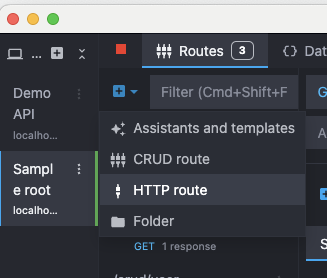 ...
Routes
3
Dat
Demo
API
localho...
Filter (Cmd+Shift+F
G
Assistants and templates
CRUD route
Sampl
e root
localho...
HTTP route
Folder
GET 1 response
S